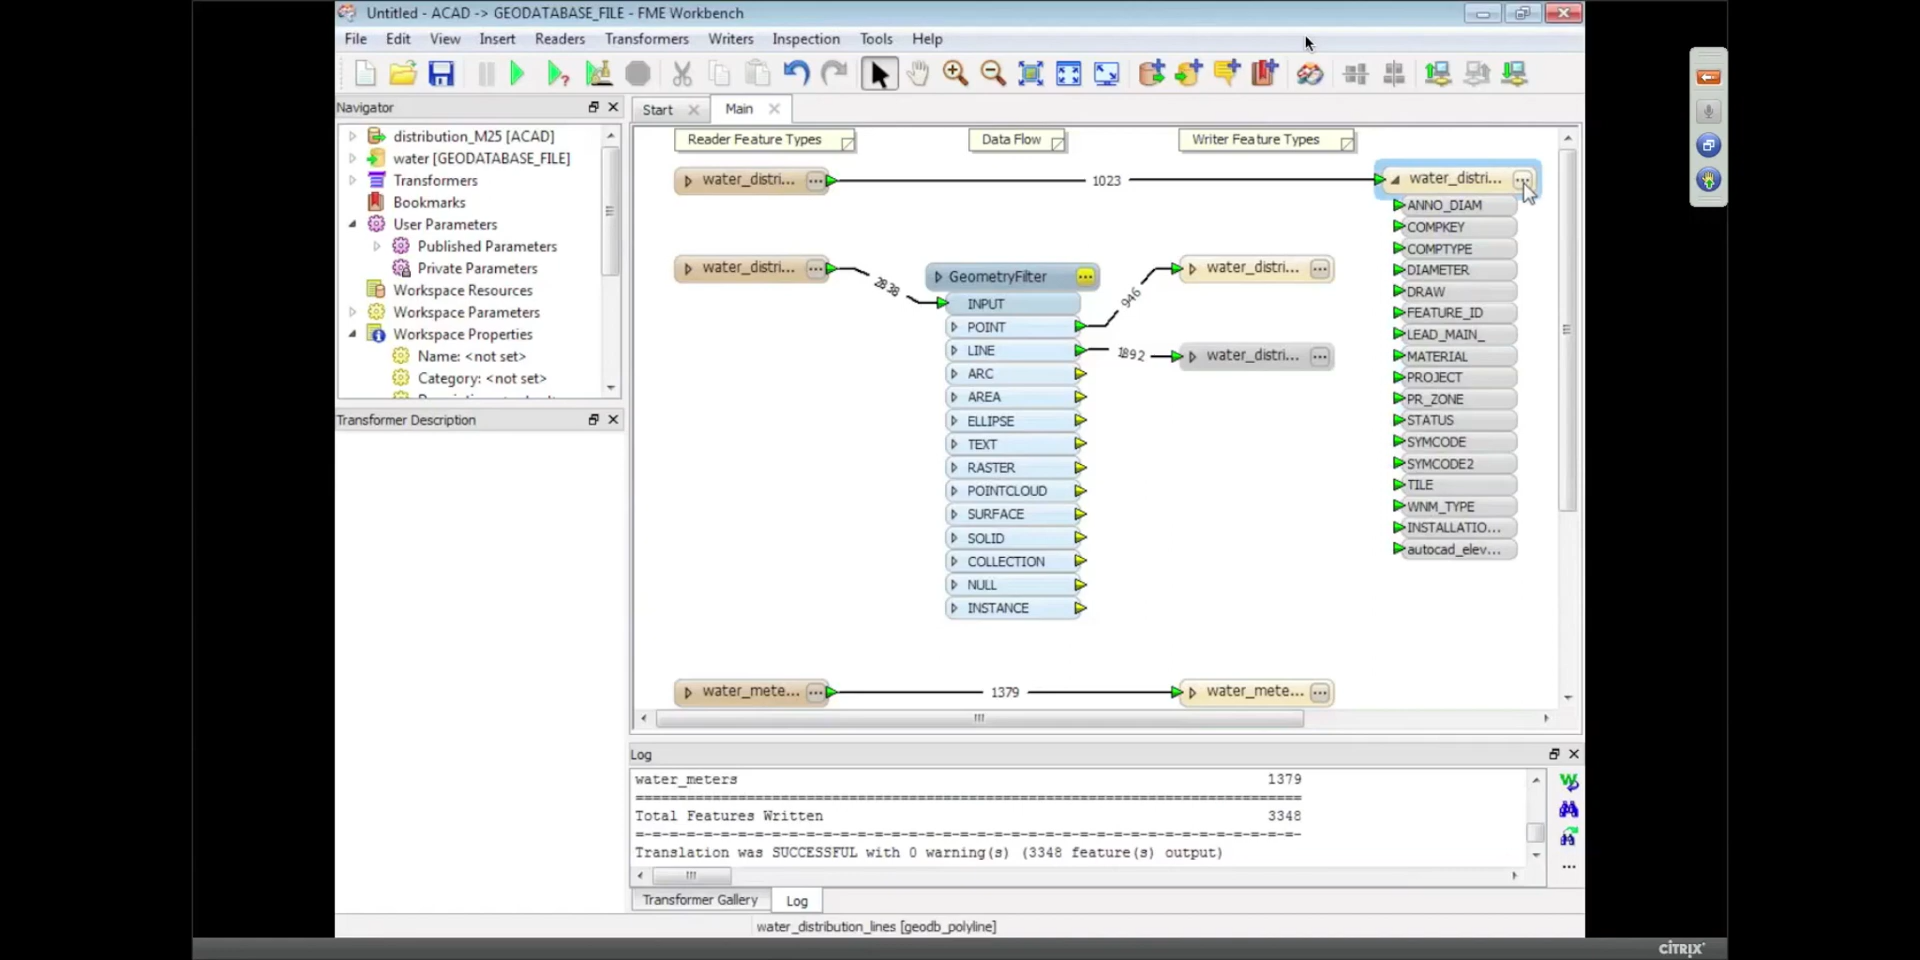 Untitled - ACAD -> GEODATABASE_FILE - FME Workbench
File Edit View Insert Readers Transformers Writers Inspection Tools Help
Navigator
distribution_M25 [ACAD]
water [GEODATABASE_FILE]
Transformers
Bookmarks
User Parameters
Published Parameters
Private Parameters
Workspace Resources
Workspace Parameters
Workspace Properties
Name: <not set>
Category: <not set>
Transformer Description
Start Main
Reader Feature Types Data Flow Writer Feature Types
water_distri... 1023 water_distri...
ANNO_DIAM
COMPKEY
COMPTYPE
DIAMETER
DRAW
FEATURE_ID
LEAD_MAIN_
MATERIAL
PROJECT
PR_ZONE
STATUS
SYMCODE
SYMCODE2
TILE
WNM_TYPE
INSTALLATIO...
autocad_elev...
water_distri... 2838 GeometryFilter 946 water_distri...
INPUT
POINT
LINE 1892 water_distri...
ARC
AREA
ELLIPSE
TEXT
RASTER
POINTCLOUD
SURFACE
SOLID
COLLECTION
NULL
INSTANCE
water_mete... 1379 water_mete...
Log
water_meters 1379
==============================================================================
Total Features Written 3348
=-=-=-=-=-=-=-=-=-=-=-=-=-=-=-=-=-=-=-=-=-=-=-=-=-=-=-=-=-=-=-=-=-=-=-=-=-=-
Translation was SUCCESSFUL with 0 warning(s) (3348 feature(s) output)
Transformer Gallery Log
water_distribution_lines [geodb_polyline]
CİTRIX